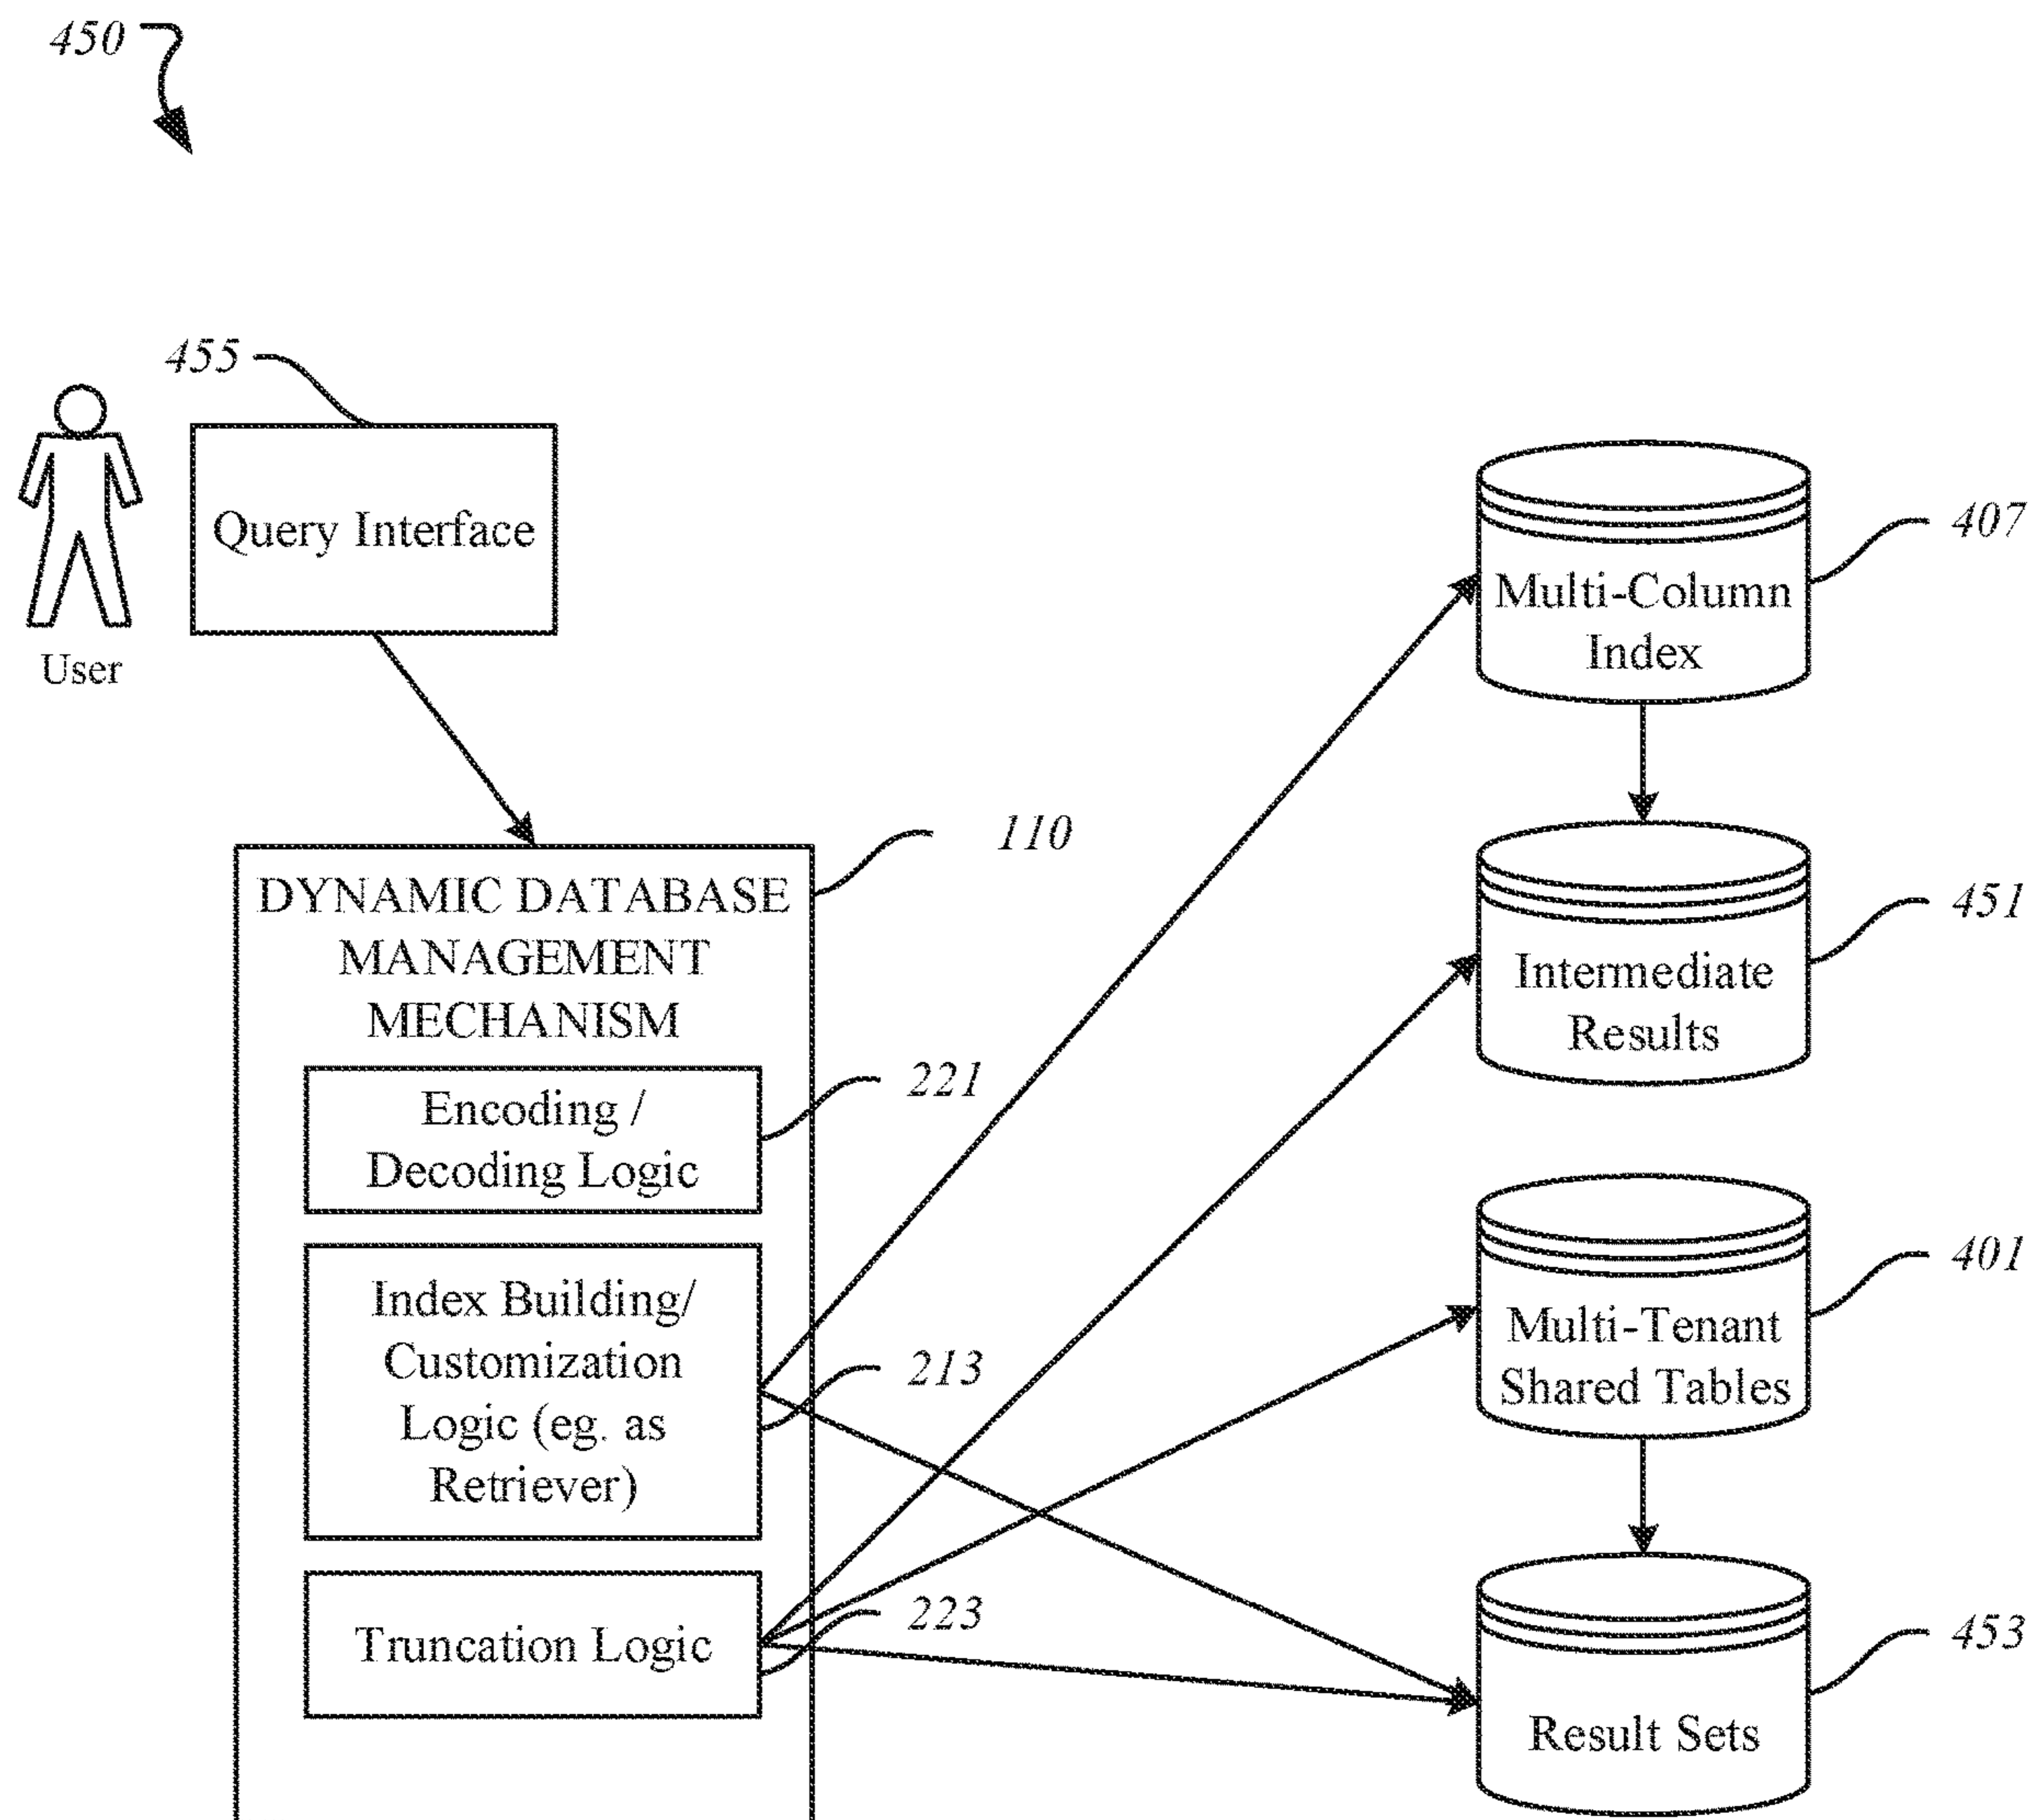 450
455
Query Interface
User
407
Multi-Column
Index
110
DYNAMIC DATABASE
MANAGEMENT
MECHANISM
451
Intermediate
Results
221
Encoding /
Decoding Logic
401
Multi-Tenant
Shared Tables
213
Index Building/
Customization
Logic (eg. as
Retriever)
223
Truncation Logic
453
Result Sets